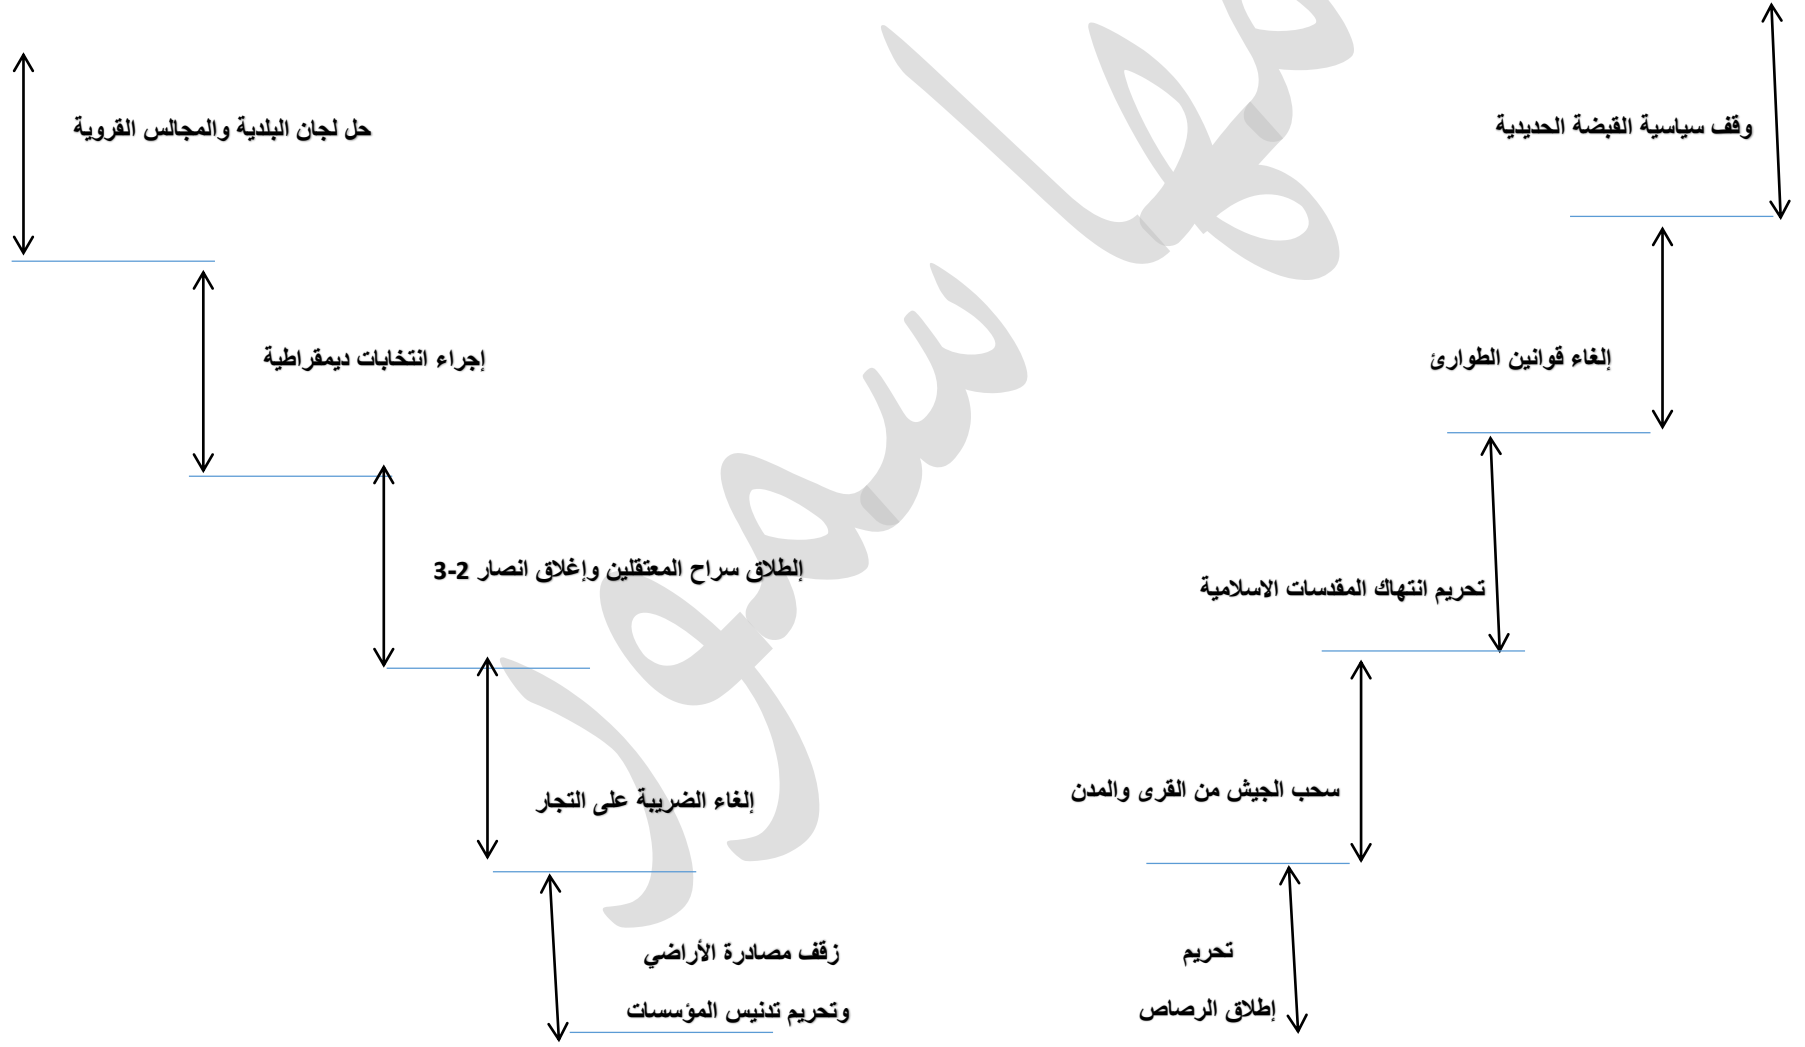 وقف سياسية القبضة الحديدية
إلغاء قوانين الطوارئ
تحريم انتهاك المقدسات الاسلامية
سحب الجيش من القرى والمدن
تحريم
إطلاق الرصاص
حل لجان البلدية والمجالس القروية
إجراء انتخابات ديمقراطية
إلطلاق سراح المعتقلين وإغلاق انصار 2-3
إلغاء الضريبة على التجار
زقف مصادرة الأراضي
وتحريم تدنيس المؤسسات